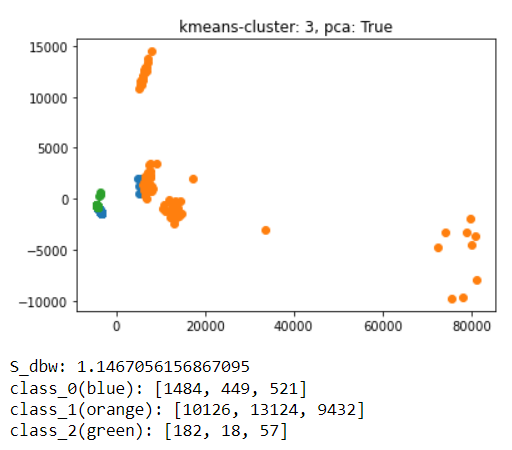 kmeans-cluster: 3, pca: True
15000
10000
5000
0
−5000
−10000
0 20000 40000 60000 80000
S_dbw: 1.1467056156867095
class_0(blue): [1484, 449, 521]
class_1(orange): [10126, 13124, 9432]
class_2(green): [182, 18, 57]